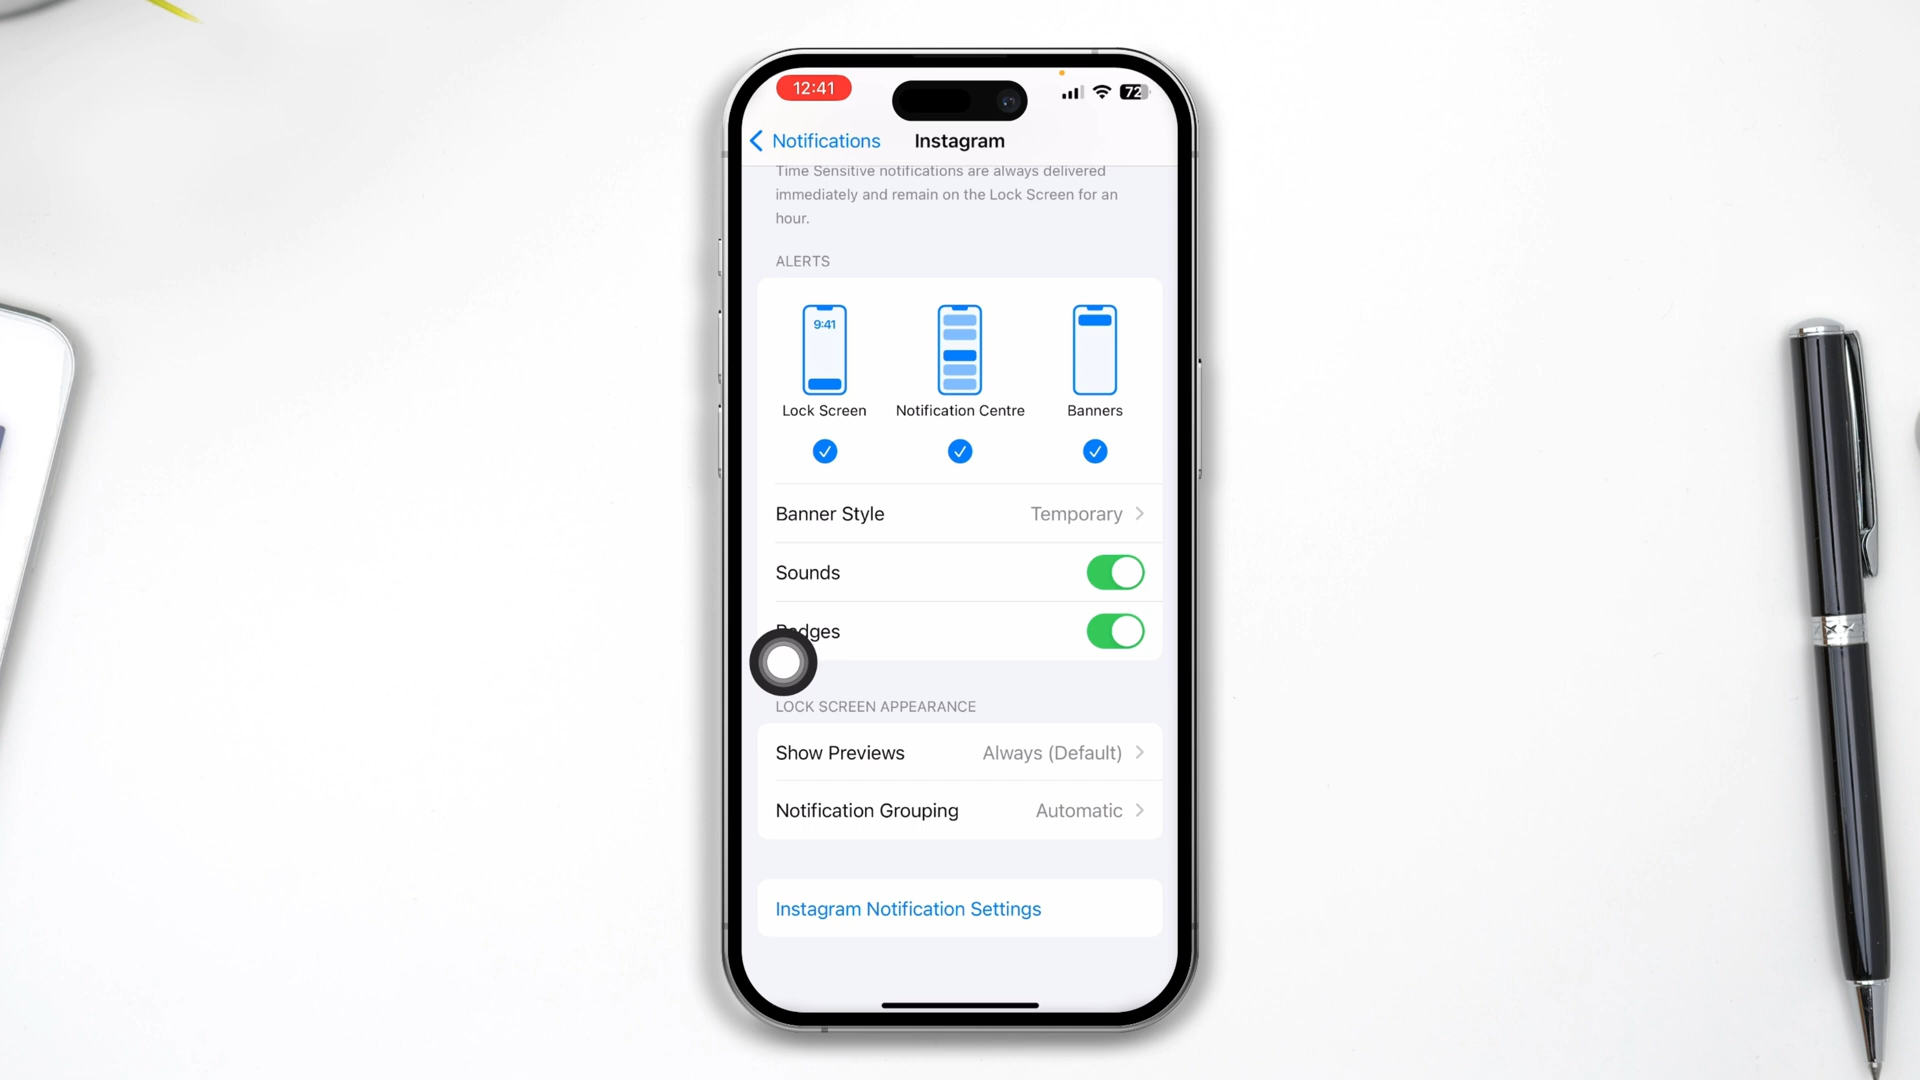 12:41
72
Notifications
Instagram
Time Sensitive notifications are always delivered
immediately and remain on the Lock Screen for an
hour.
ALERTS
9:41
Lock Screen
Notification Centre
Banners
Banner Style
Temporary
Sounds
Badges
LOCK SCREEN APPEARANCE
Show Previews
Always (Default)
Notification Grouping
Automatic
Instagram Notification Settings